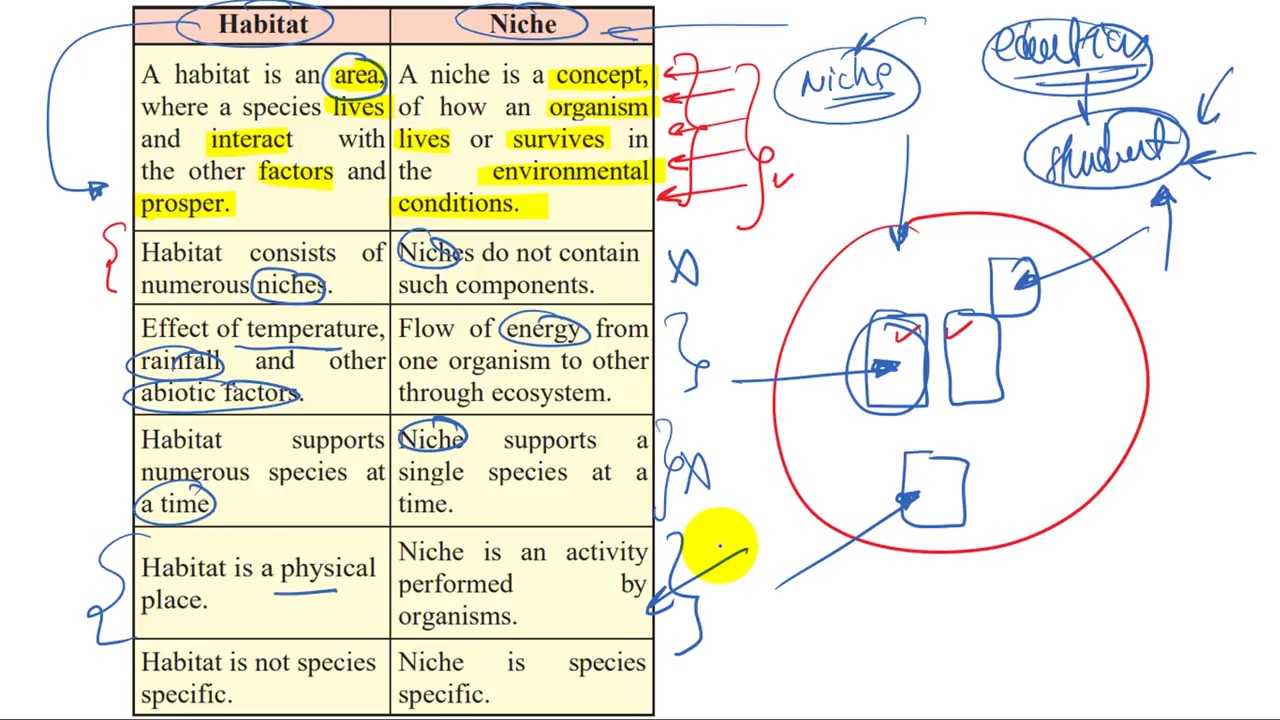 Habitat
Niche
A habitat is an area,
where a species lives
and interact with
the other factors and
prosper.
A niche is a concept,
of how an organism
lives or survives in
the environmental
conditions.
Habitat consists of
numerous niches.
Niches do not contain
such components.
Effect of temperature,
rainfall and other
abiotic factors.
Flow of energy from
one organism to other
through ecosystem.
Habitat supports
numerous species at
a time
Niche supports a
single species at a
time.
Habitat is a physical
place.
Niche is an activity
performed by
organisms.
Habitat is not species
specific.
Niche is species
specific.
Niche
student